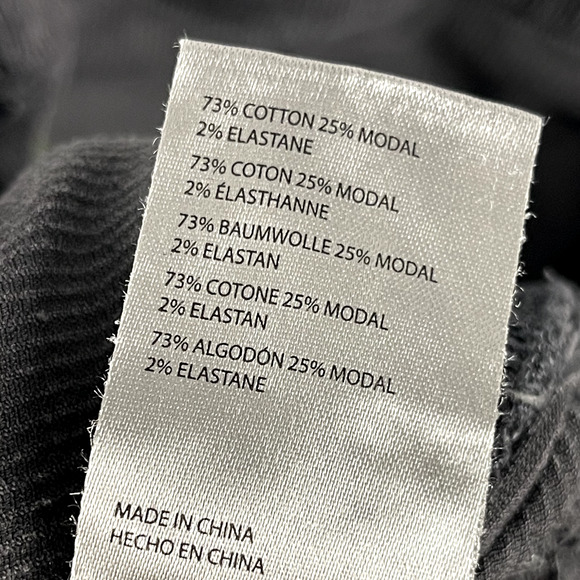 73% COTTON 25% MODAL
2% ELASTANE
73% COTON 25% MODAL
2% ÉLASTHANNE
73% BAUMWOLLE 25% MODAL
2% ELASTAN
73% COTONE 25% MODAL
2% ELASTAN
73% ALGODÓN 25% MODAL
2% ELASTANE
MADE IN CHINA
HECHO EN CHINA